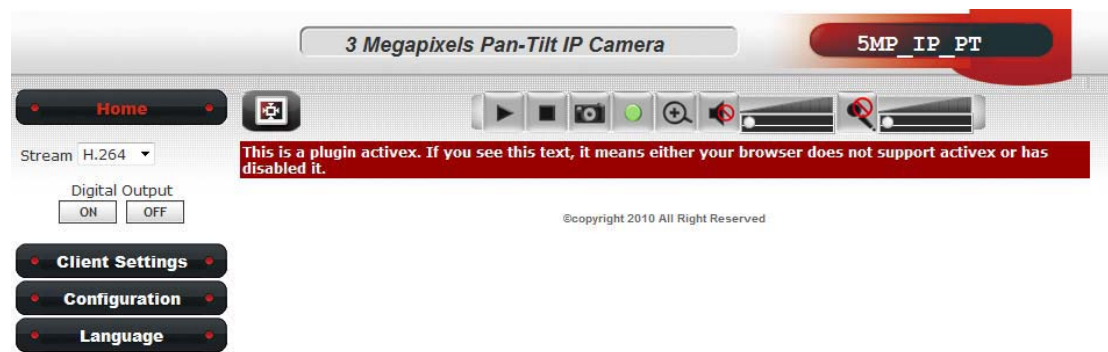 3 Megapixels Pan-Tilt IP Camera
5MP_IP_PT
Home
Stream H.264
Digital Output
ON OFF
Client Settings
Configuration
Language
This is a plugin activex. If you see this text, it means either your browser does not support activex or has
disabled it.
©copyright 2010 All Right Reserved